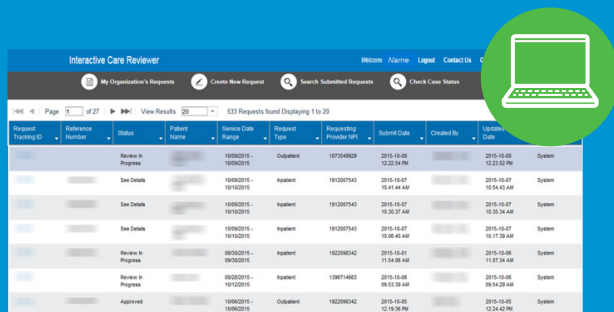 Interactive Care Reviewer
Welcome Name Logout Contact Us
My Organization's Requests Create New Request Search Submitted Requests Check Case Status
Page 1 of 27 View Results 20 533 Requests found Displaying 1 to 20
Request Tracking ID Reference Number Status Patient Name Service Date Range Request Type Requesting Provider NPI Submit Date Created By Updated Date
Review In Progress 10/09/2015 - 10/09/2015 Outpatient 1073549929 2015-10-08 12.22.54 PM 2015-10-08 12.23.52 PM System
See Details 10/09/2015 - 10/10/2015 Inpatient 1912007543 2015-10-07 10.41.44 AM 2015-10-07 10.54.43 AM System
See Details 10/09/2015 - 10/10/2015 Inpatient 1912007543 2015-10-07 10.30.37 AM 2015-10-07 10.35.34 AM System
See Details 10/09/2015 - 10/10/2015 Inpatient 1912007543 2015-10-07 10.06.40 AM 2015-10-07 10.17.39 AM System
Review In Progress 09/30/2015 - 09/30/2015 Inpatient 1922098342 2015-10-01 11.54.06 AM 2015-10-06 11.07.34 AM System
Review In Progress 09/28/2015 - 10/12/2015 Inpatient 1396714663 2015-10-06 09.53.39 AM 2015-10-06 09.54.29 AM System
Approved 10/06/2015 - 10/06/2015 Outpatient 1922098342 2015-10-05 12.19.36 PM 2015-10-05 12.24.42 PM System